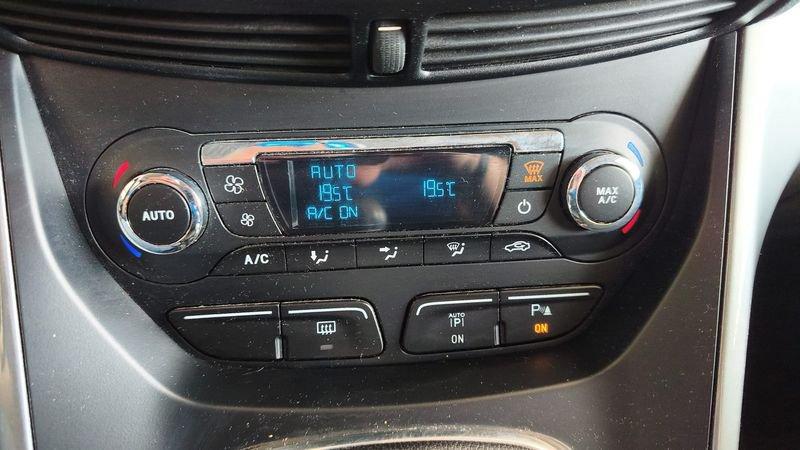 AUTO
19.5°C 19.5°C
A/C ON
MAX
AUTO
MAX
A/C
A/C
AUTO
P
ON
P
ON